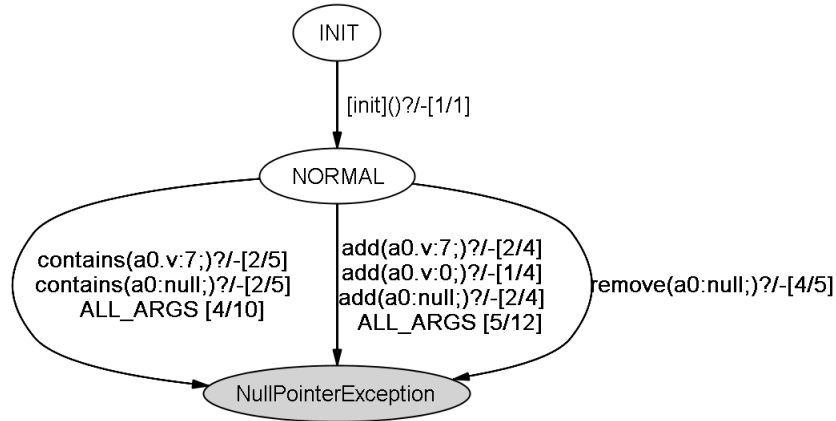 INIT
[init]()?/-[1/1]
NORMAL
contains(a0.v:7;)?/-[2/5]
contains(a0:null;)?/-[2/5]
ALL_ARGS [4/10]
add(a0.v:7;)?/-[2/4]
add(a0.v:0;)?/-[1/4]
add(a0:null;)?/-[2/4]
ALL_ARGS [5/12]
remove(a0:null;)?/-[4/5]
NullPointerException